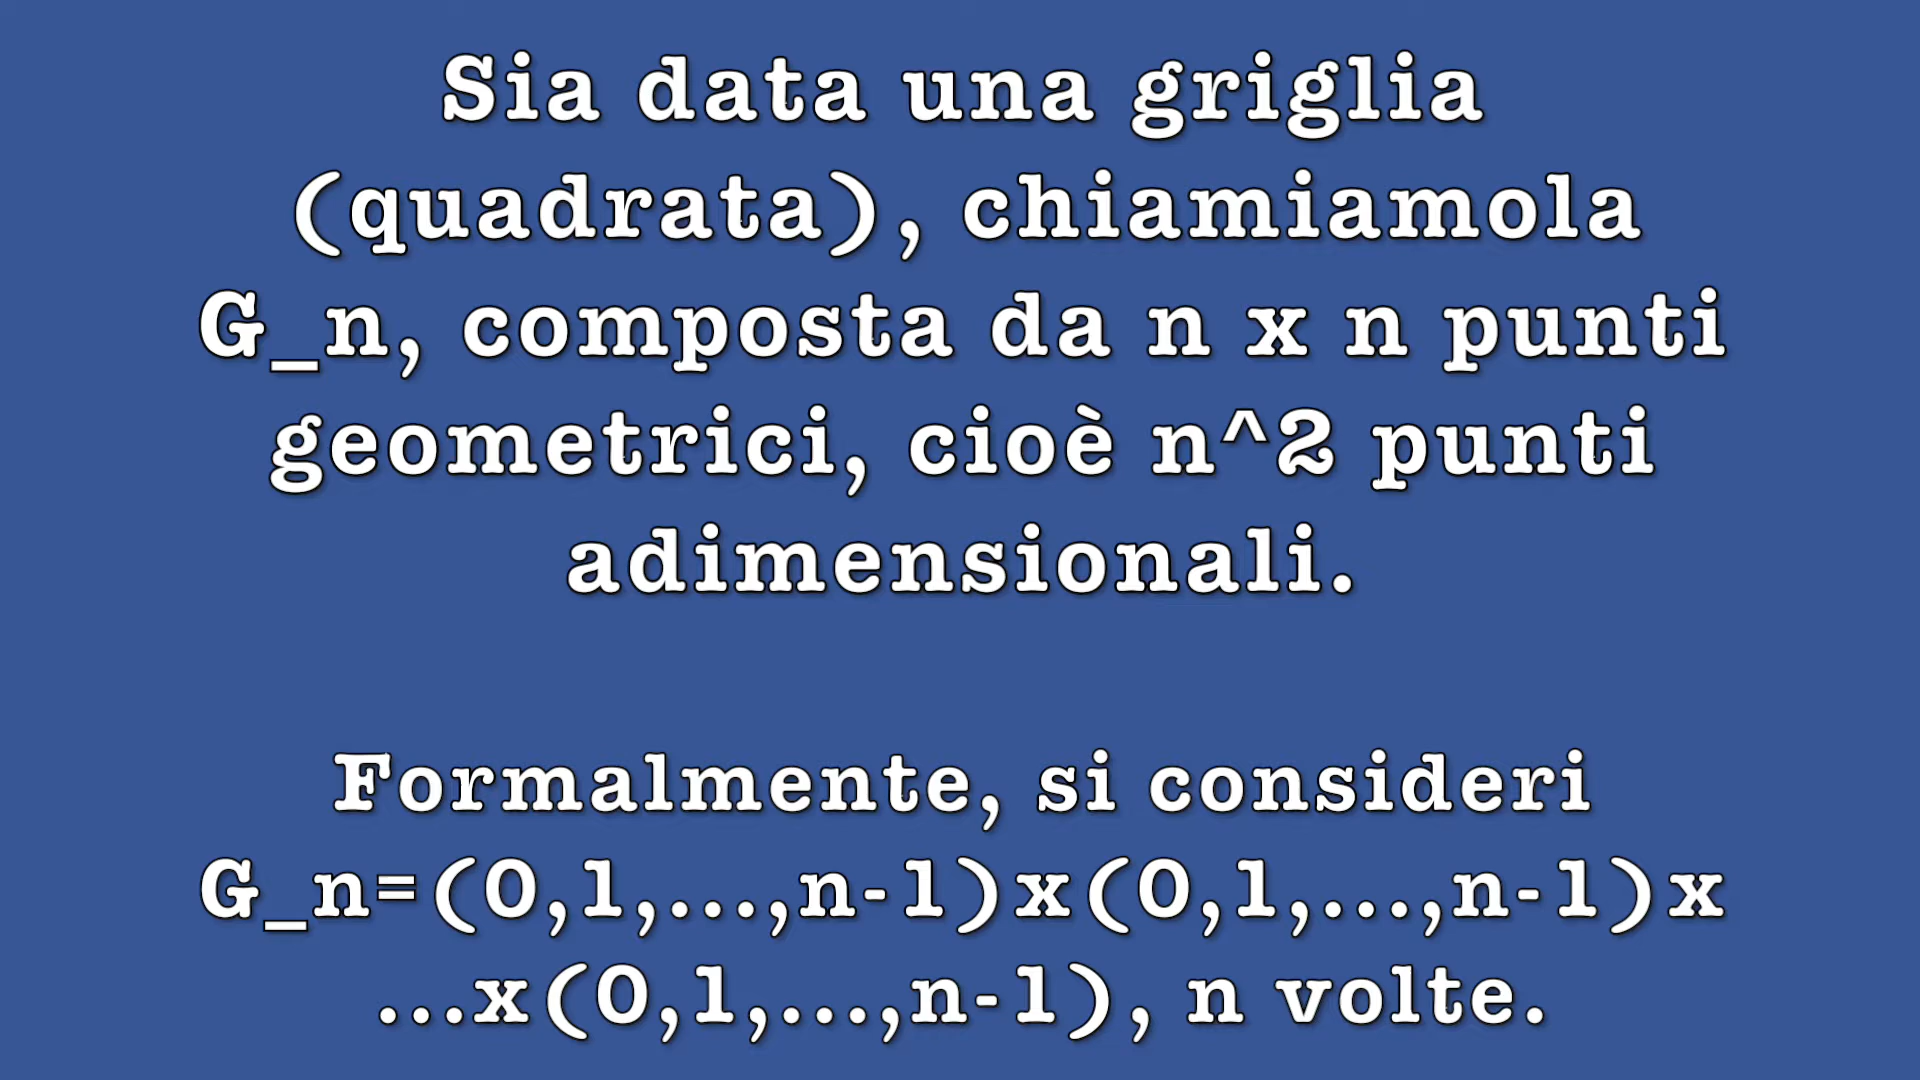 Sia data una griglia
(quadrata), chiamiamola
G_n, composta da n x n punti
geometrici, cioè n^2 punti
adimensionali.
Formalmente, si consideri
G_n=(0,1,...,n-1)x(0,1,...,n-1)x
...x(0,1,...,n-1), n volte.